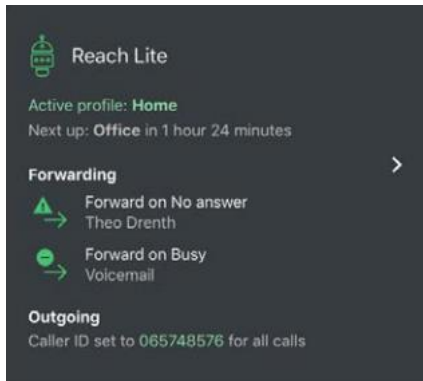 Reach Lite
Active profile: Home
Next up: Office in 1 hour 24 minutes
Forwarding
Forward on No answer
Theo Drenth
Forward on Busy
Voicemail
Outgoing
Caller ID set to 065748576 for all calls